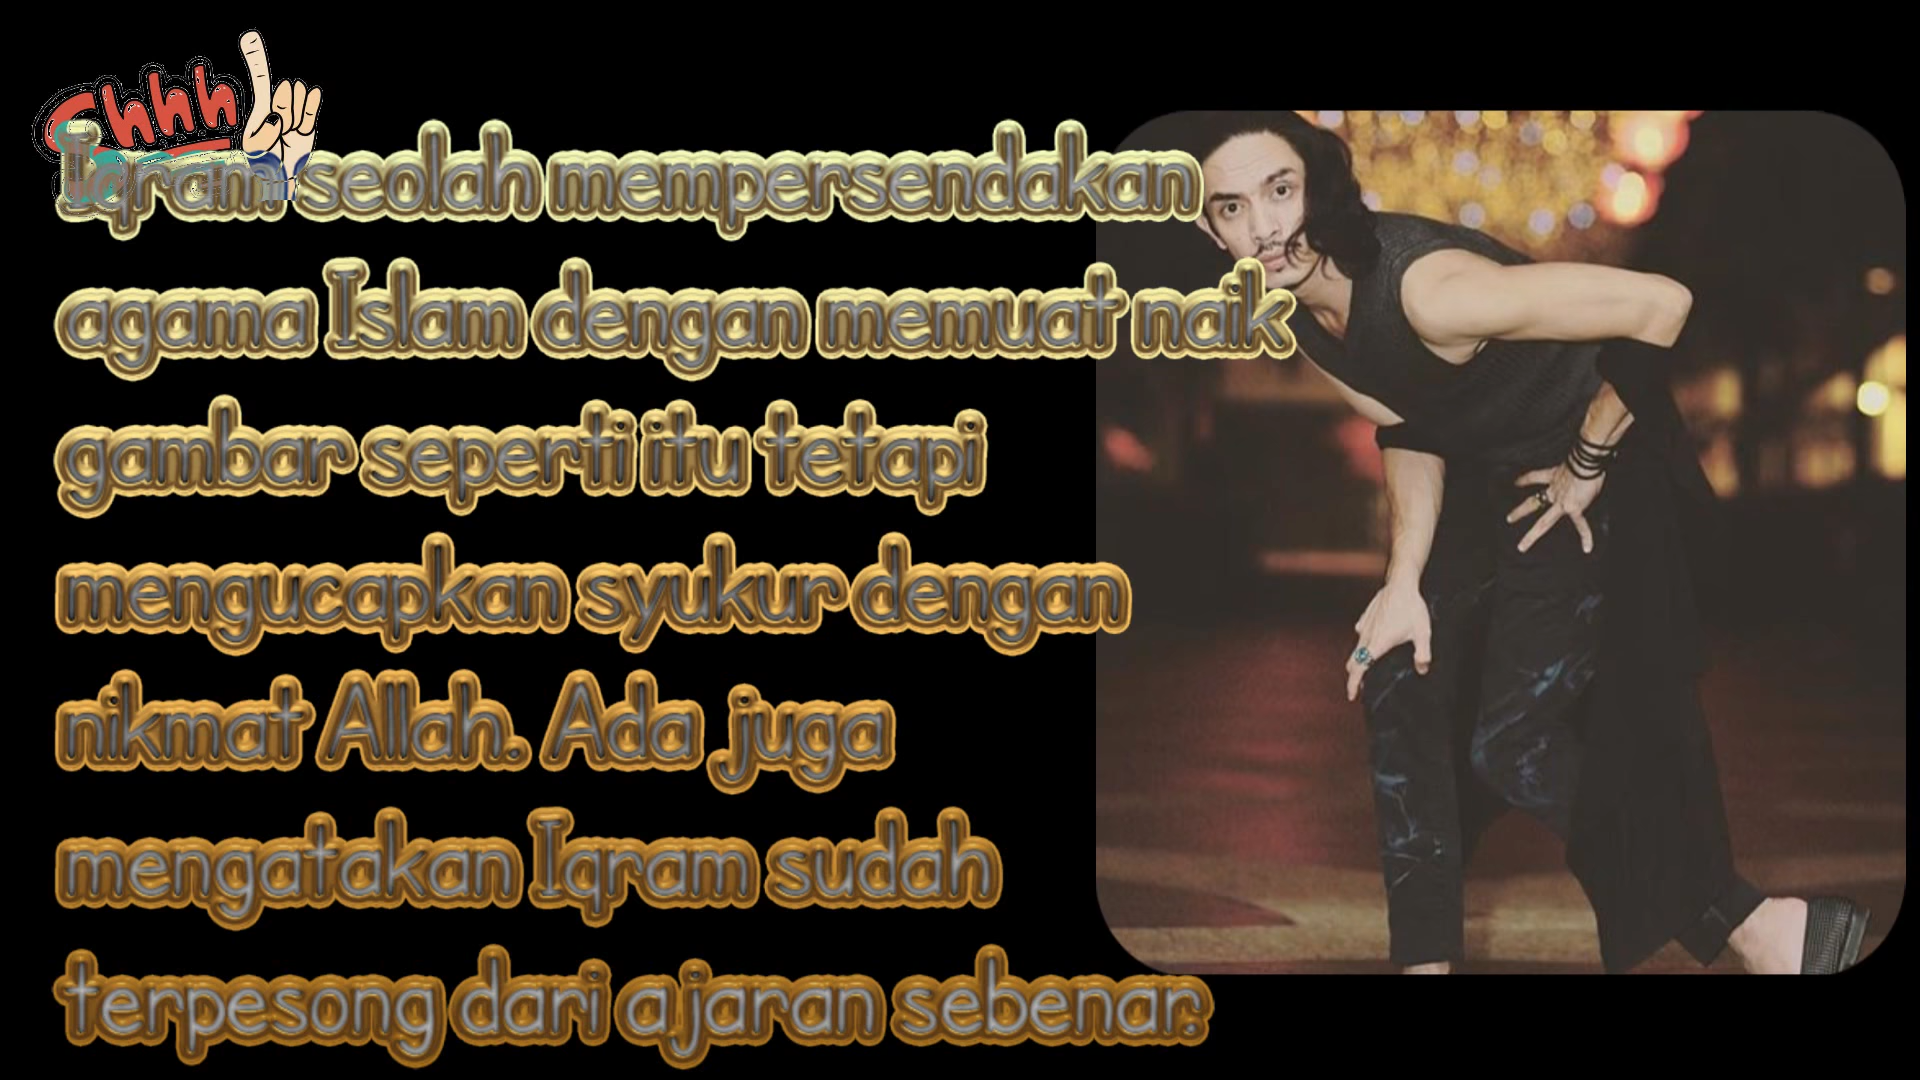 Shhh
Iqram seolah mempersendakan
agama Islam dengan memuat naik
gambar seperti itu tetapi
mengucapkan syukur dengan
nikmat Allah. Ada juga
mengatakan Iqram sudah
terpesong dari ajaran sebenar.